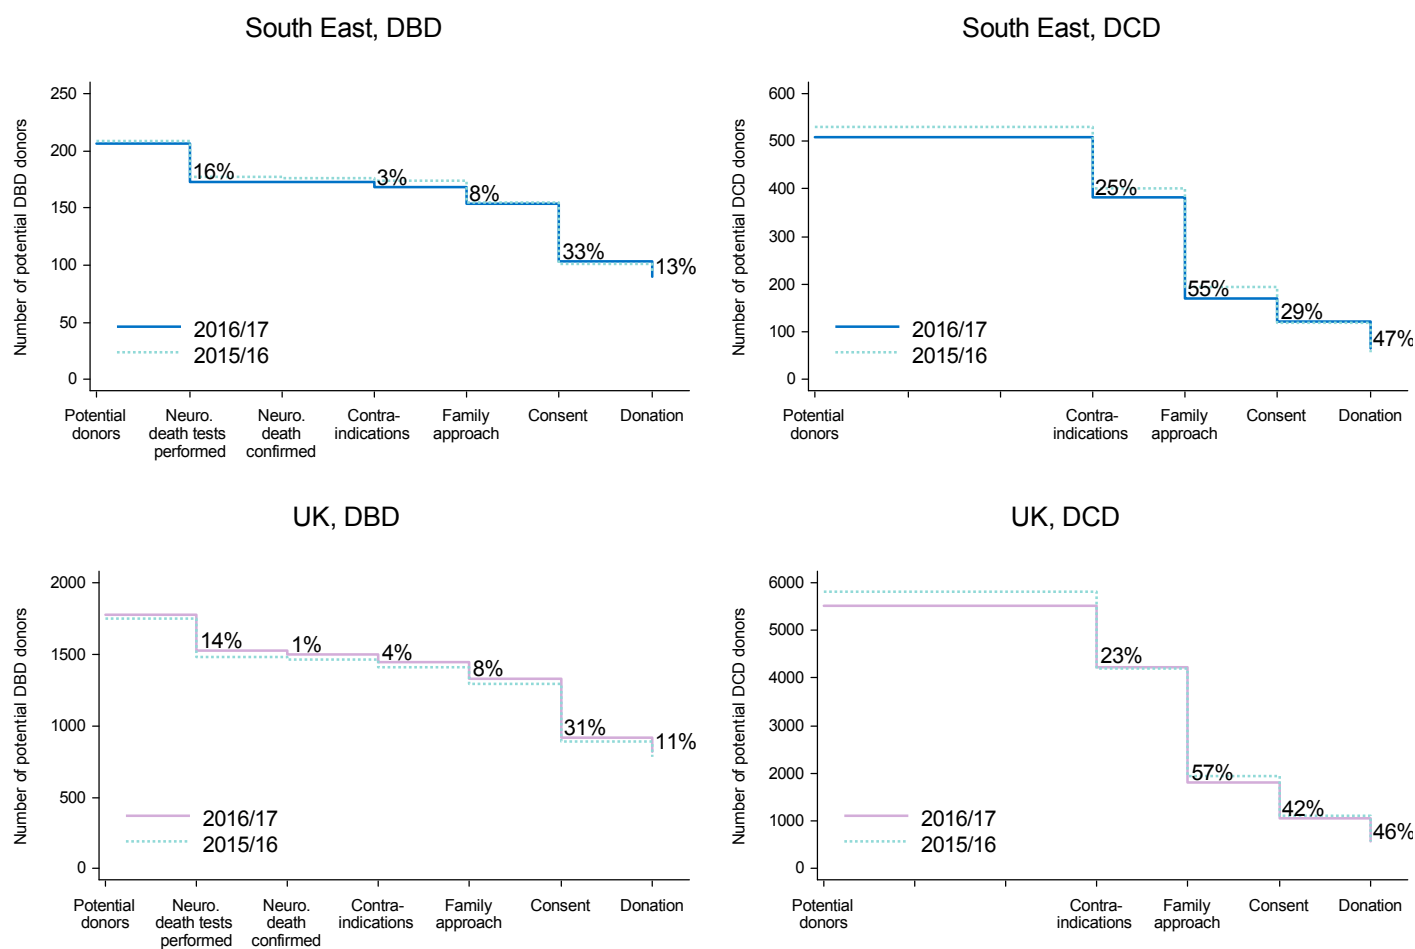 South East, DBD
Number of potential DBD donors
250
200
150
100
50
0
16%
3%
8%
33%
13%
2016/17
2015/16
Potential donors
Neuro. death tests performed
Neuro. death confirmed
Contra-indications
Family approach
Consent
Donation
South East, DCD
Number of potential DCD donors
600
500
400
300
200
100
0
25%
55%
29%
47%
2016/17
2015/16
Potential donors
Contra-indications
Family approach
Consent
Donation
UK, DBD
Number of potential DBD donors
2000
1500
1000
500
0
14%
1%
4%
8%
31%
11%
2016/17
2015/16
Potential donors
Neuro. death tests performed
Neuro. death confirmed
Contra-indications
Family approach
Consent
Donation
UK, DCD
Number of potential DCD donors
6000
5000
4000
3000
2000
1000
0
23%
57%
42%
46%
2016/17
2015/16
Potential donors
Contra-indications
Family approach
Consent
Donation